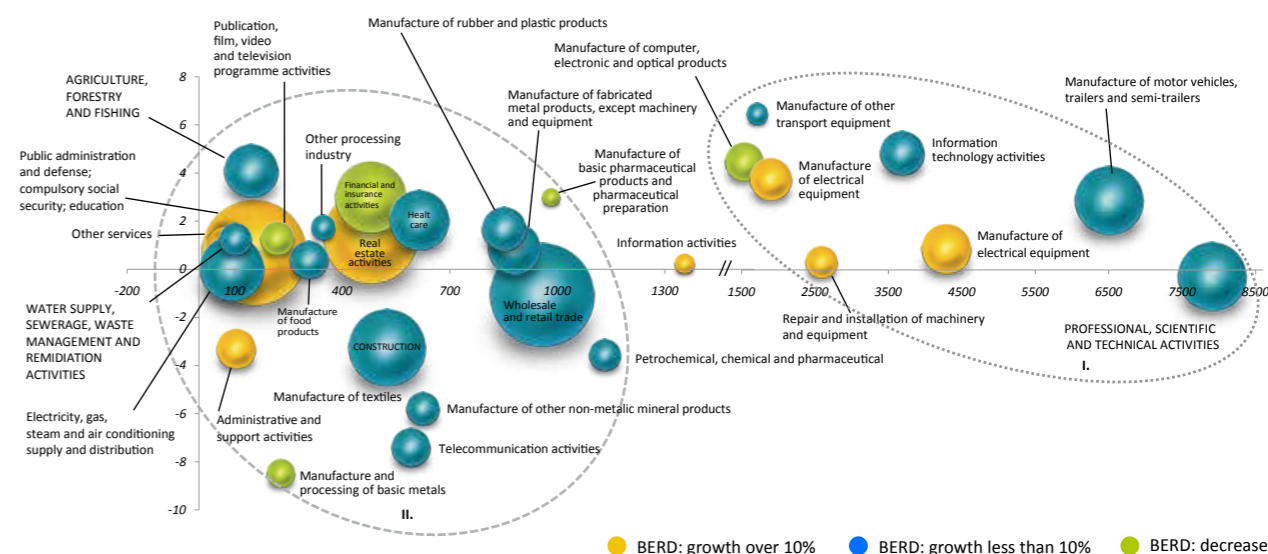 Publication,
film, video
and television
programme activities
Manufacture of rubber and plastic products
Manufacture of computer,
electronic and optical products
AGRICULTURE,
FORESTRY
AND FISHING
Manufacture of fabricated
metal products, except machinery
and equipment
Manufacture of motor vehicles,
trailers and semi-trailers
Manufacture of other
transport equipment
Other processing
industry
Information
technology activities
Public administration
and defense;
compulsory social
security; education
Manufacture of
basic pharmaceutical
products and
pharmaceutical
preparation
Manufacture
of electrical
equipment
Financial and
insurance
activities
Healt
care
Other services
Real
estate activities
Information activities
Manufacture of
electrical equipment
8
6
4
2
0
-2
-4
-6
-8
-10
-200
100
400
700
1000
1300
1500
2500
3500
4500
5500
6500
7500
8500
WATER SUPPLY,
SEWERAGE, WASTE
MANAGEMENT AND
REMIDIATION
ACTIVITIES
Manufacture
of food
products
Wholesale
and retail trade
Repair and installation of machinery
and equipment
PROFESSIONAL, SCIENTIFIC
AND TECHNICAL ACTIVITIES
I.
CONSTRUCTION
Petrochemical, chemical and pharmaceutical
Manufacture of textiles
Manufacture of other non-metalic mineral products
Electricity, gas,
steam and air conditioning
supply and distribution
Administrative and
support activities
Telecommunication activities
Manufacture and
processing of basic metals
II.
BERD: growth over 10%
BERD: growth less than 10%
BERD: decrease